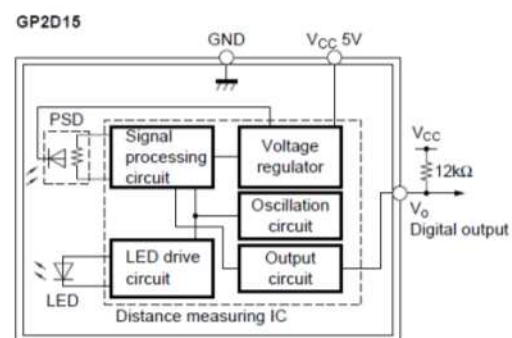 GP2D15
GND
VCC 5V
PSD
Signal
processing
circuit
Voltage
regulator
VCC
12kΩ
Oscillation
circuit
Vo
Digital output
LED drive
circuit
Output
circuit
LED
Distance measuring IC